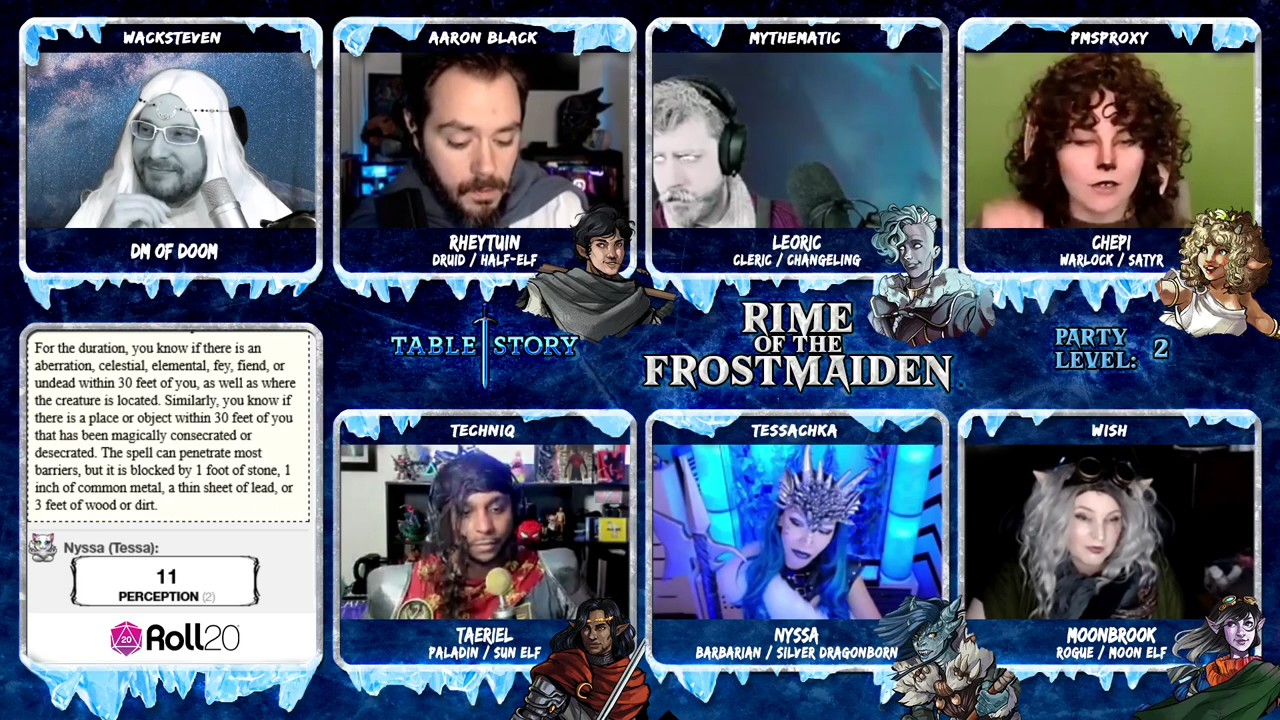 WACKSTEVEN
DM OF DOOM
AARON BLACK
RHEYTUIN
DRUID / HALF-ELF
MYTHEMATIC
LEORIC
CLERIC / CHANGELING
PMSPROXY
CHEPI
WARLOCK / SATYR
TABLE STORY
RIME
OF THE
FROSTMAIDEN
PARTY
LEVEL: 2
For the duration, you know if there is an
aberration, celestial, elemental, fey, fiend, or
undead within 30 feet of you, as well as where
the creature is located. Similarly, you know if
there is a place or object within 30 feet of you
that has been magically consecrated or
desecrated. The spell can penetrate most
barriers, but it is blocked by 1 foot of stone, 1
inch of common metal, a thin sheet of lead, or
3 feet of wood or dirt.
Nyssa (Tessa):
11
PERCEPTION (2)
20 Roll20
TECHNIQ
TAERIEL
PALADIN / SUN ELF
TESSACHKA
NYSSA
BARBARIAN / SILVER DRAGONBORN
WISH
MOONBROOK
ROGUE / MOON ELF